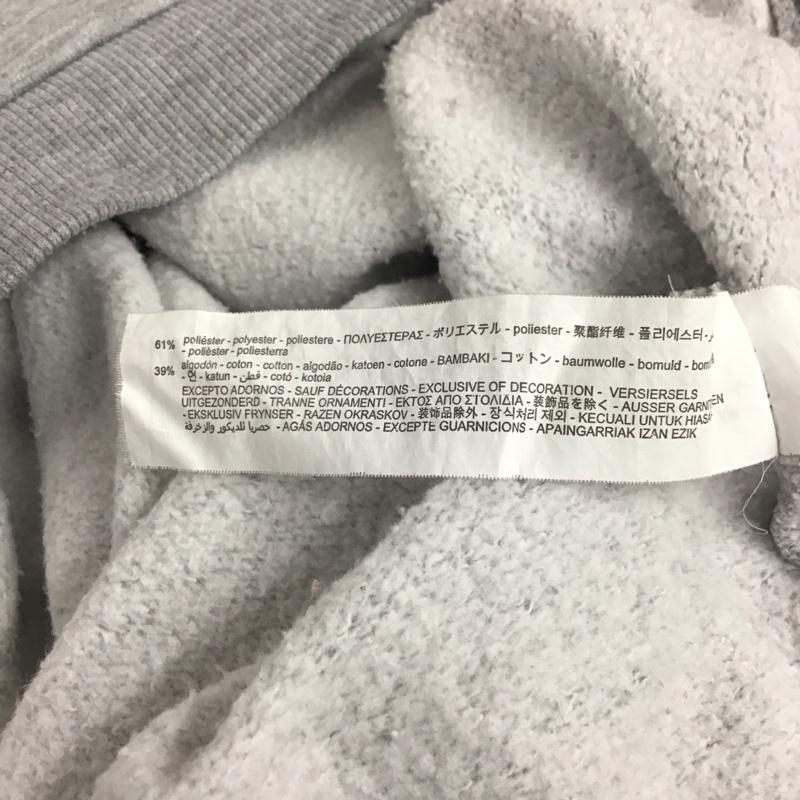 61% poliéster - polyester - poliestere - ΠΟΛΥΕΣΤΕΡΑΣ - ポリエステル - poliester - 聚酯纤维 - 폴리에스터 -
- polièster - poliesterra
39% algodón - coton - cotton - algodão - katoen - cotone - ΒΑΜΒΑΚΙ - コットン - baumwolle - bomuld -
- 면 - katun - قطن - cotó - kotoia
EXCEPTO ADORNOS - SAUF DÉCORATIONS - EXCLUSIVE OF DECORATION - VERSIERSELS
UITGEZONDERD - TRANNE ORNAMENTI - ΕΚΤΟΣ ΑΠΟ ΣΤΟΛΙΔΙΑ - 装飾品を除く - AUSSER GARNITEN
- EKSKLUSIV FRYNSER - RAZEN OKRASKOV - 装饰品除外 - 장식처리 제외 - KECUALI UNTUK HIASAN
حصريا للديكور والزخرفة - AGÁS ADORNOS - EXCEPTE GUARNICIONS - APAINGARRIAK IZAN EZIK